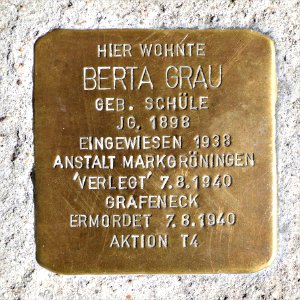 HIER WOHNTE
BERTA GRAU
GEB. SCHÜLE
JG. 1898
EINGEWIESEN 1938
ANSTALT MARKGRÖNINGEN
'VERLEGT' 7.8.1940
GRAFENECK
ERMORDET 7.8.1940
AKTION T4